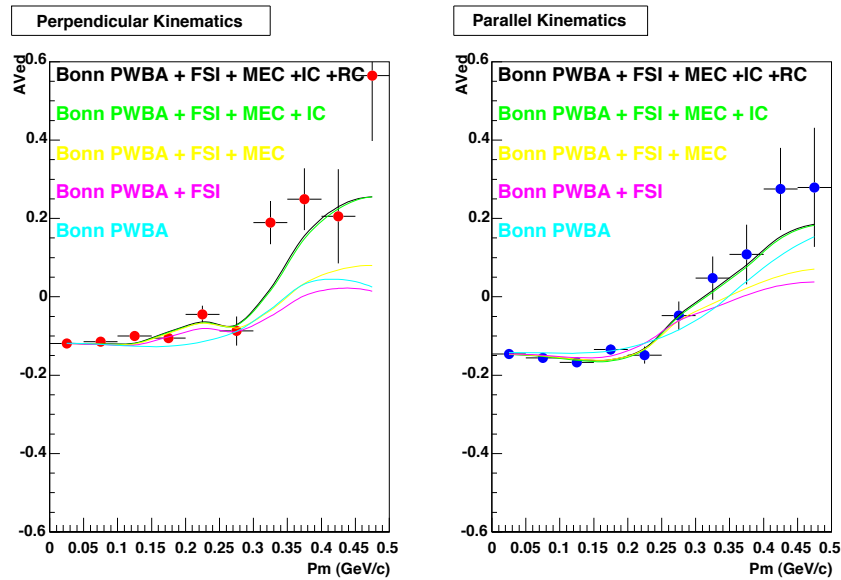 Perpendicular Kinematics
AVed
0.6
0.4
0.2
0
-0.2
-0.4
-0.6
Bonn PWBA + FSI + MEC +IC +RC
Bonn PWBA + FSI + MEC + IC
Bonn PWBA + FSI + MEC
Bonn PWBA + FSI
Bonn PWBA
0 0.05 0.1 0.15 0.2 0.25 0.3 0.35 0.4 0.45 0.5
Pm (GeV/c)
Parallel Kinematics
AVed
0.6
0.4
0.2
0
-0.2
-0.4
-0.6
Bonn PWBA + FSI + MEC +IC +RC
Bonn PWBA + FSI + MEC + IC
Bonn PWBA + FSI + MEC
Bonn PWBA + FSI
Bonn PWBA
0 0.05 0.1 0.15 0.2 0.25 0.3 0.35 0.4 0.45 0.5
Pm (GeV/c)